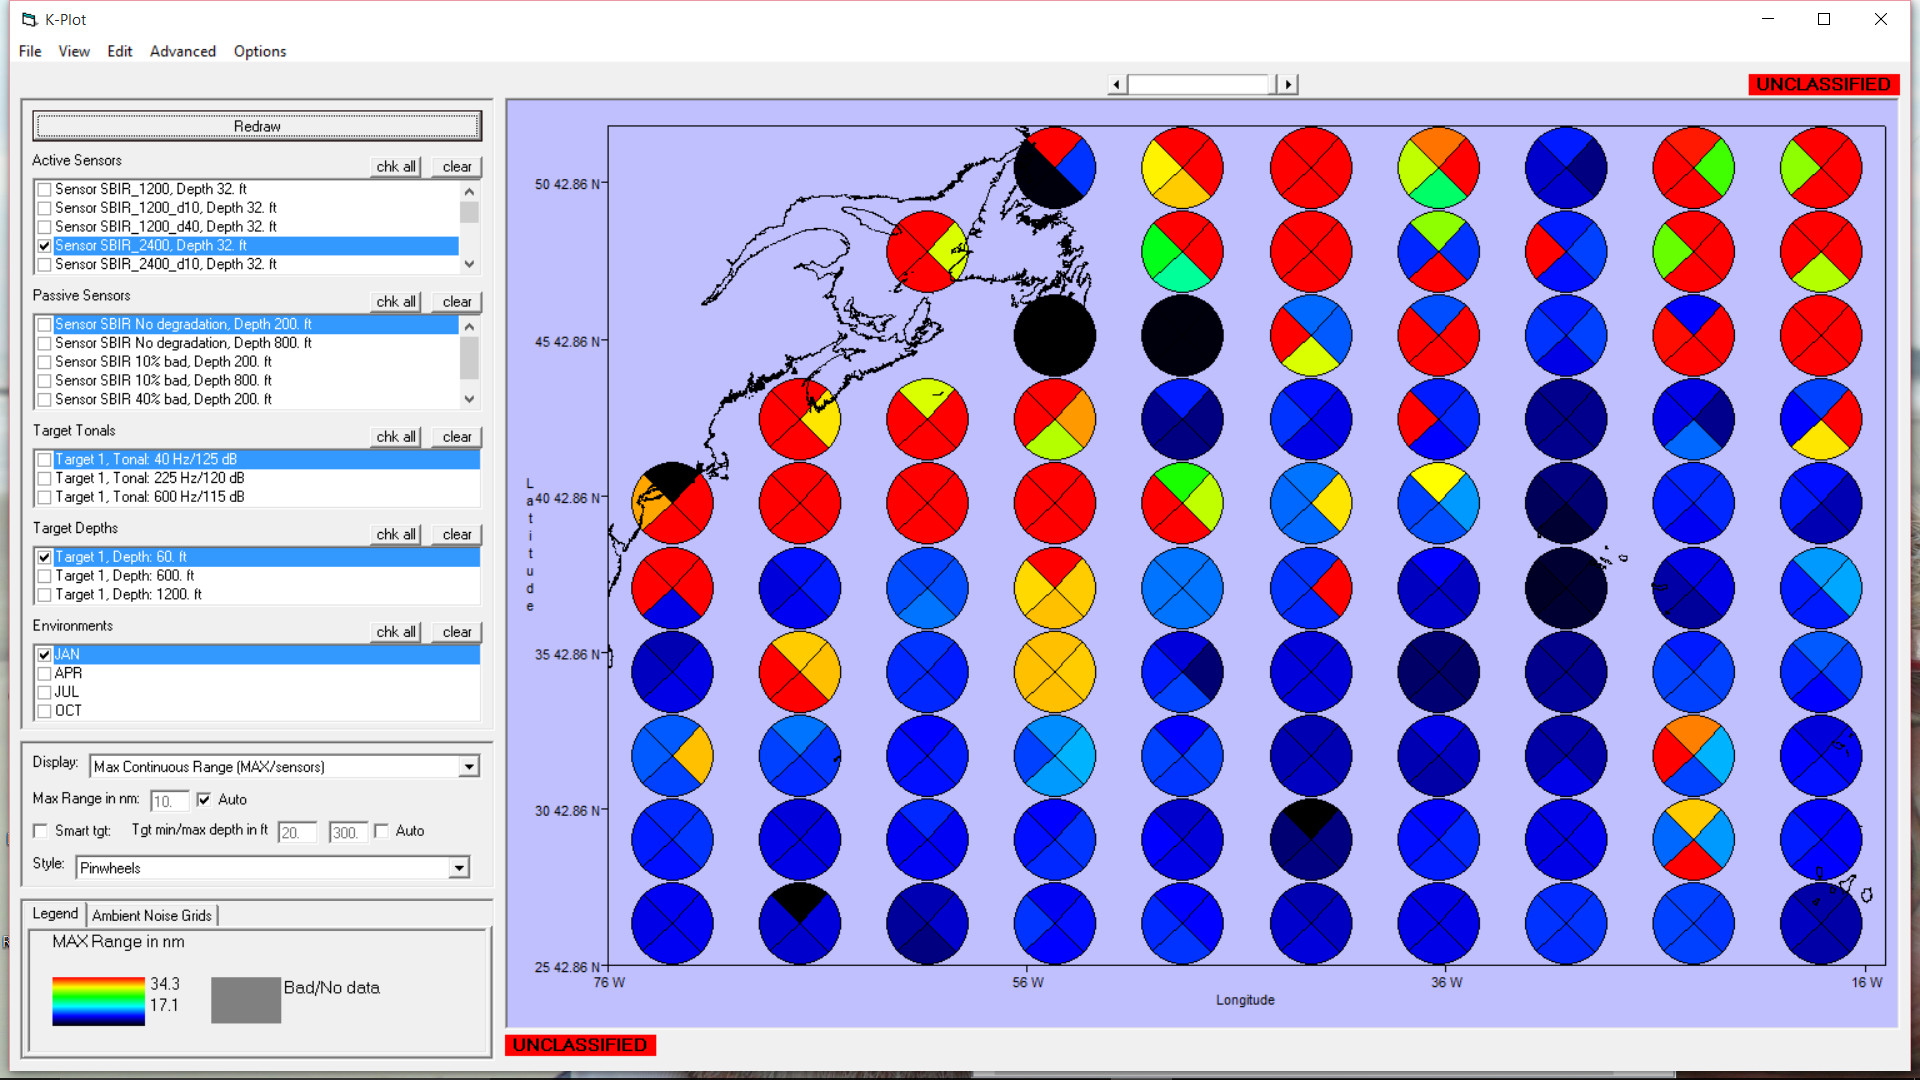 K-Plot
File View Edit Advanced Options
UNCLASSIFIED
Redraw
Active Sensors chk all clear
Sensor SBIR_1200, Depth 32. ft
Sensor SBIR_1200_d10, Depth 32. ft
Sensor SBIR_1200_d40, Depth 32. ft
Sensor SBIR_2400, Depth 32. ft
Sensor SBIR_2400_d10, Depth 32. ft
Passive Sensors chk all clear
Sensor SBIR No degradation, Depth 200. ft
Sensor SBIR No degradation, Depth 800. ft
Sensor SBIR 10% bad, Depth 200. ft
Sensor SBIR 10% bad, Depth 800. ft
Sensor SBIR 40% bad, Depth 200. ft
Target Tonals chk all clear
Target 1, Tonal: 40 Hz/125 dB
Target 1, Tonal: 225 Hz/120 dB
Target 1, Tonal: 600 Hz/115 dB
Target Depths chk all clear
Target 1, Depth: 60. ft
Target 1, Depth: 600. ft
Target 1, Depth: 1200. ft
Environments chk all clear
JAN
APR
JUL
OCT
Display: Max Continuous Range (MAX/sensors)
Max Range in nm: 10. Auto
Smart tgt: Tgt min/max depth in ft 20. 300. Auto
Style: Pinwheels
Legend Ambient Noise Grids
MAX Range in nm
34.3
17.1
Bad/No data
50 42.86 N
45 42.86 N
40 42.86 N
35 42.86 N
30 42.86 N
25 42.86 N
Latitude
76 W 56 W 36 W 16 W
Longitude
UNCLASSIFIED